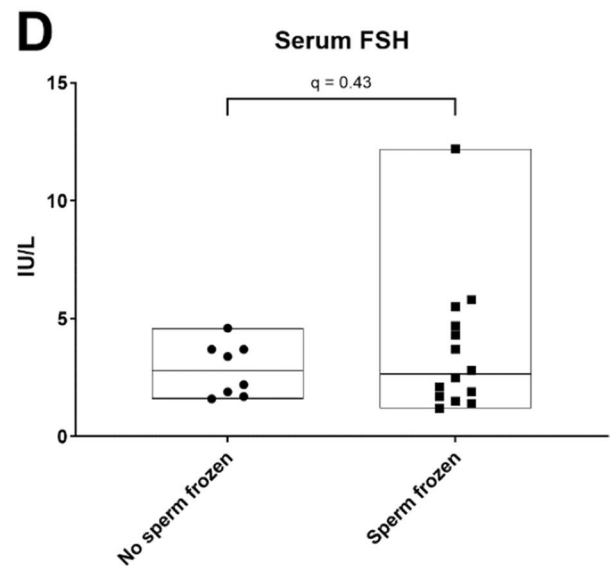 D
Serum FSH
q = 0.43
15
10
5
0
IU/L
No sperm frozen
Sperm frozen